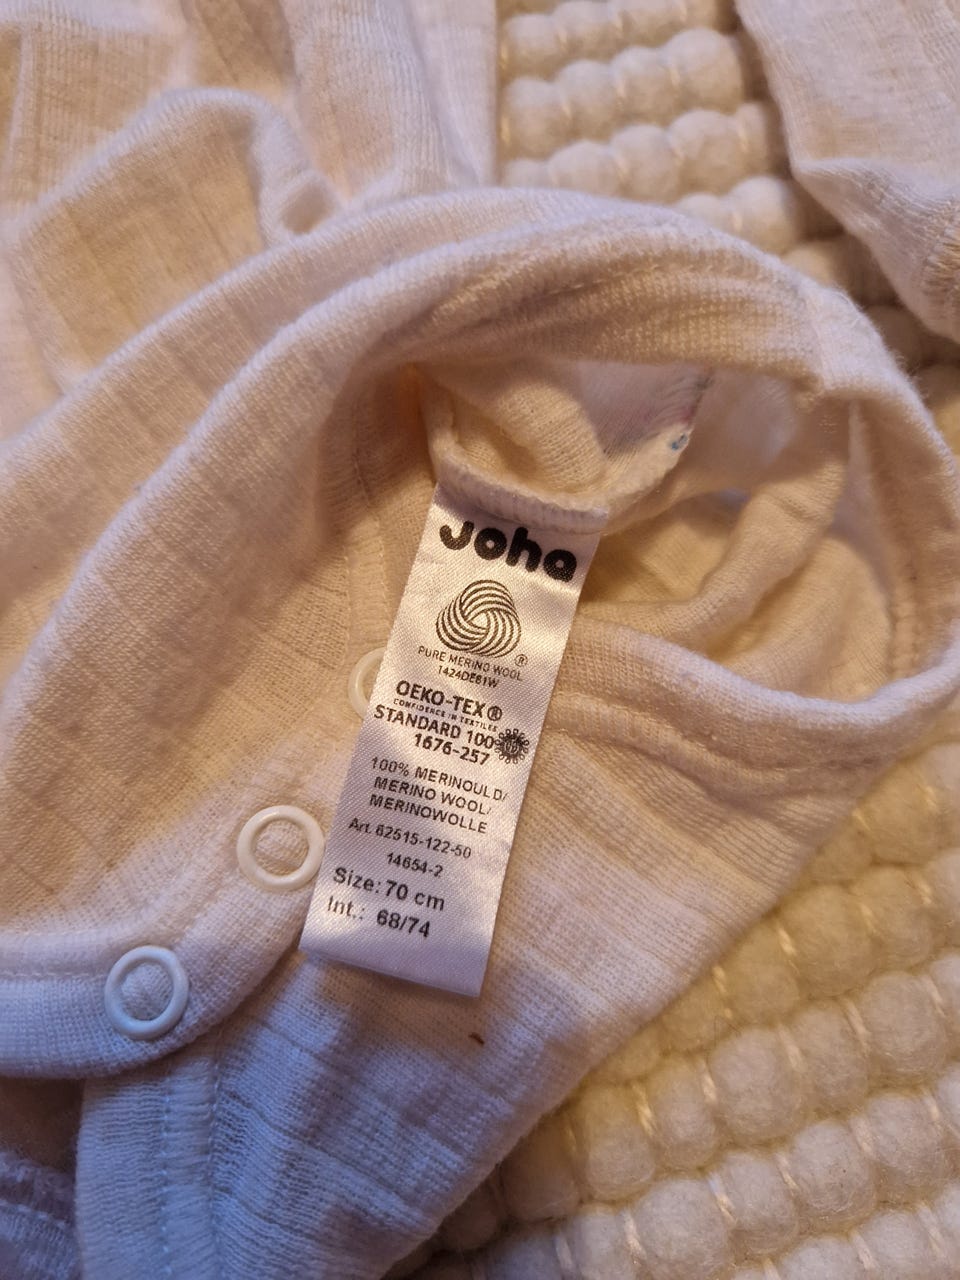 Joha
PURE MERINO WOOL ®
1424DE81W
OEKO-TEX®
CONFIDENCE IN TEXTILES
STANDARD 100
1676-257
100% MERINOULD/
MERINO WOOL/
MERINOWOLLE
Art. 62515-122-50
14654-2
Size: 70 cm
Int.: 68/74